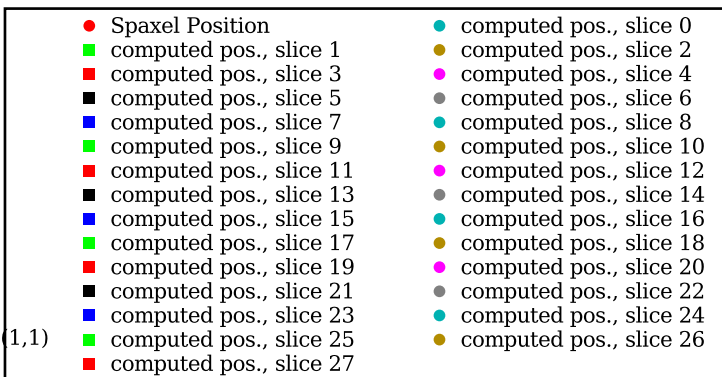 Spaxel Position
computed pos., slice 1
computed pos., slice 3
computed pos., slice 5
computed pos., slice 7
computed pos., slice 9
computed pos., slice 11
computed pos., slice 13
computed pos., slice 15
computed pos., slice 17
computed pos., slice 19
computed pos., slice 21
computed pos., slice 23
(1,1)
computed pos., slice 25
computed pos., slice 27
computed pos., slice 0
computed pos., slice 2
computed pos., slice 4
computed pos., slice 6
computed pos., slice 8
computed pos., slice 10
computed pos., slice 12
computed pos., slice 14
computed pos., slice 16
computed pos., slice 18
computed pos., slice 20
computed pos., slice 22
computed pos., slice 24
computed pos., slice 26